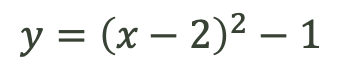 y = (x − 2)² − 1